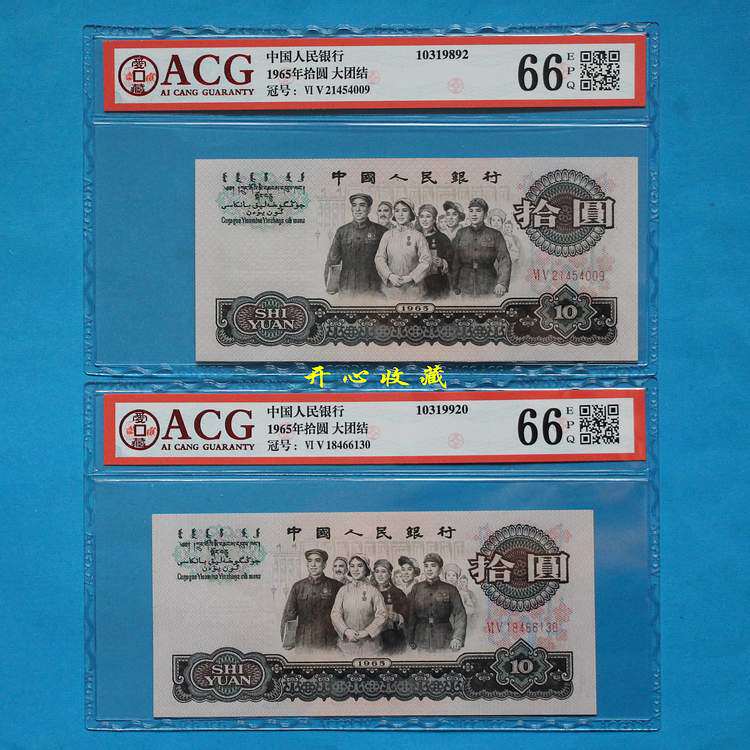 ACG
AI CANG GUARANTY
中国人民银行
1965年拾圆 大团结
冠号: VI V 21454009
10319892
66
EPQ
中國人民銀行
拾圓
VI V 21454009
SHI
YUAN
1965
10
开心收藏
ACG
AI CANG GUARANTY
中国人民银行
1965年拾圆 大团结
冠号: VI V 18466130
10319920
66
EPQ
中國人民銀行
拾圓
VI V 18466130
SHI
YUAN
1965
10